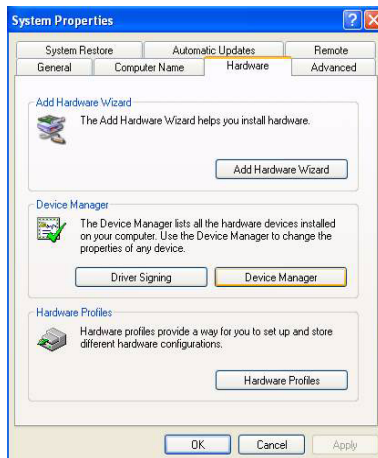 System Properties
System Restore Automatic Updates Remote
General Computer Name Hardware Advanced
Add Hardware Wizard
The Add Hardware Wizard helps you install hardware.
Add Hardware Wizard
Device Manager
The Device Manager lists all the hardware devices installed
on your computer. Use the Device Manager to change the
properties of any device.
Driver Signing Device Manager
Hardware Profiles
Hardware profiles provide a way for you to set up and store
different hardware configurations.
Hardware Profiles
OK Cancel Apply